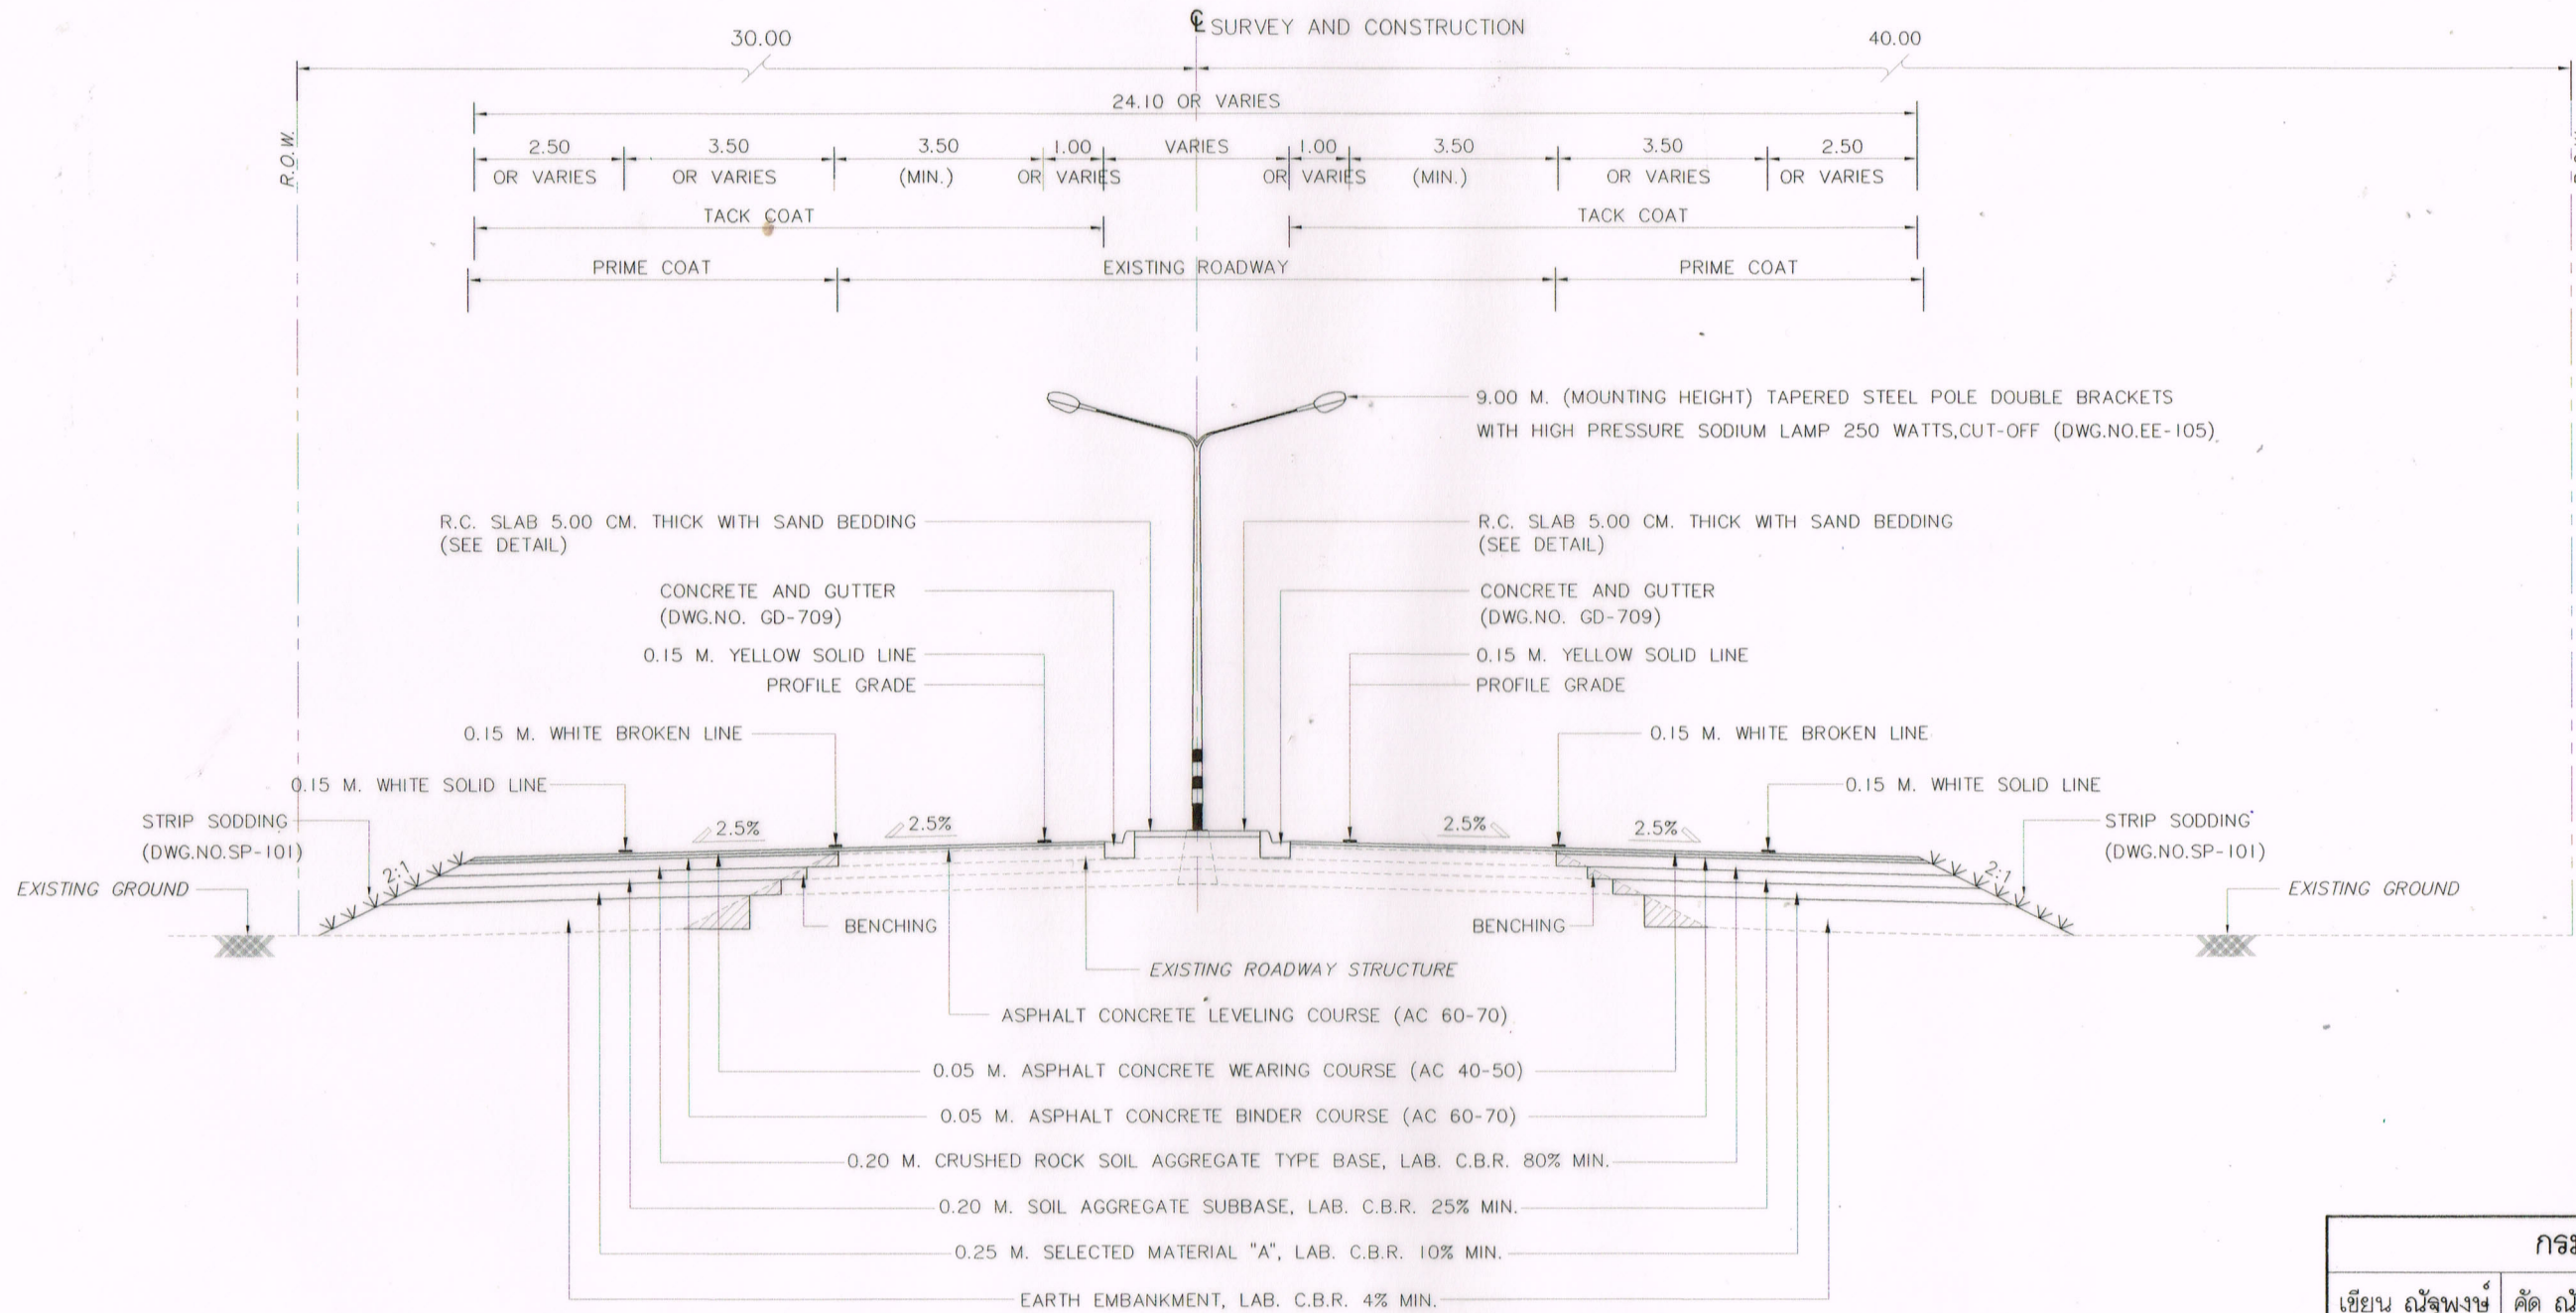 ℄ SURVEY AND CONSTRUCTION
30.00 40.00
24.10 OR VARIES
2.50 3.50 3.50 1.00 VARIES 1.00 3.50 3.50 2.50
OR VARIES OR VARIES (MIN.) OR VARIES OR VARIES (MIN.) OR VARIES OR VARIES
R.O.W.
TACK COAT TACK COAT
PRIME COAT EXISTING ROADWAY PRIME COAT
9.00 M. (MOUNTING HEIGHT) TAPERED STEEL POLE DOUBLE BRACKETS
WITH HIGH PRESSURE SODIUM LAMP 250 WATTS,CUT-OFF (DWG.NO.EE-105)
R.C. SLAB 5.00 CM. THICK WITH SAND BEDDING R.C. SLAB 5.00 CM. THICK WITH SAND BEDDING
(SEE DETAIL) (SEE DETAIL)
CONCRETE AND GUTTER CONCRETE AND GUTTER
(DWG.NO. GD-709) (DWG.NO. GD-709)
0.15 M. YELLOW SOLID LINE 0.15 M. YELLOW SOLID LINE
PROFILE GRADE PROFILE GRADE
0.15 M. WHITE BROKEN LINE 0.15 M. WHITE BROKEN LINE
0.15 M. WHITE SOLID LINE 0.15 M. WHITE SOLID LINE
STRIP SODDING 2.5% 2.5% 2.5% 2.5% STRIP SODDING
(DWG.NO.SP-101) (DWG.NO.SP-101)
2:1 2:1
EXISTING GROUND EXISTING GROUND
BENCHING BENCHING
EXISTING ROADWAY STRUCTURE
ASPHALT CONCRETE LEVELING COURSE (AC 60-70)
0.05 M. ASPHALT CONCRETE WEARING COURSE (AC 40-50)
0.05 M. ASPHALT CONCRETE BINDER COURSE (AC 60-70)
0.20 M. CRUSHED ROCK SOIL AGGREGATE TYPE BASE, LAB. C.B.R. 80% MIN.
0.20 M. SOIL AGGREGATE SUBBASE, LAB. C.B.R. 25% MIN.
0.25 M. SELECTED MATERIAL "A", LAB. C.B.R. 10% MIN.
EARTH EMBANKMENT, LAB. C.B.R. 4% MIN.
เขียน ณัจพงษ์ คัด